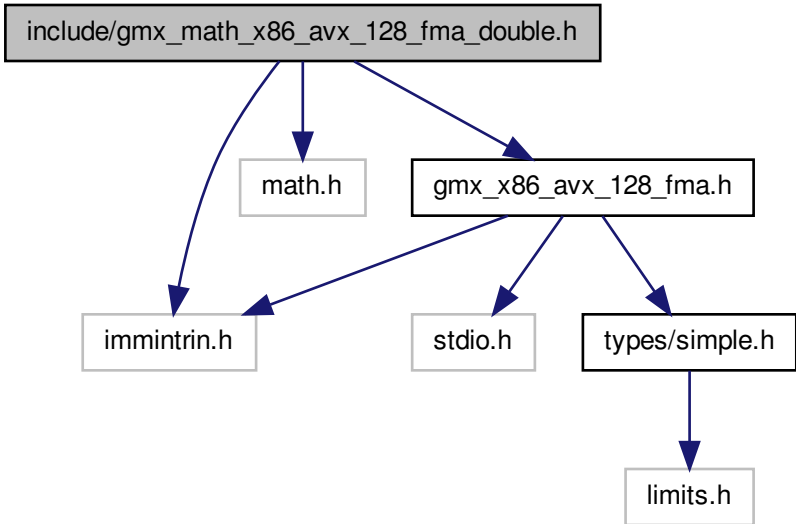 include/gmx_math_x86_avx_128_fma_double.h
math.h
gmx_x86_avx_128_fma.h
immintrin.h
stdio.h
types/simple.h
limits.h